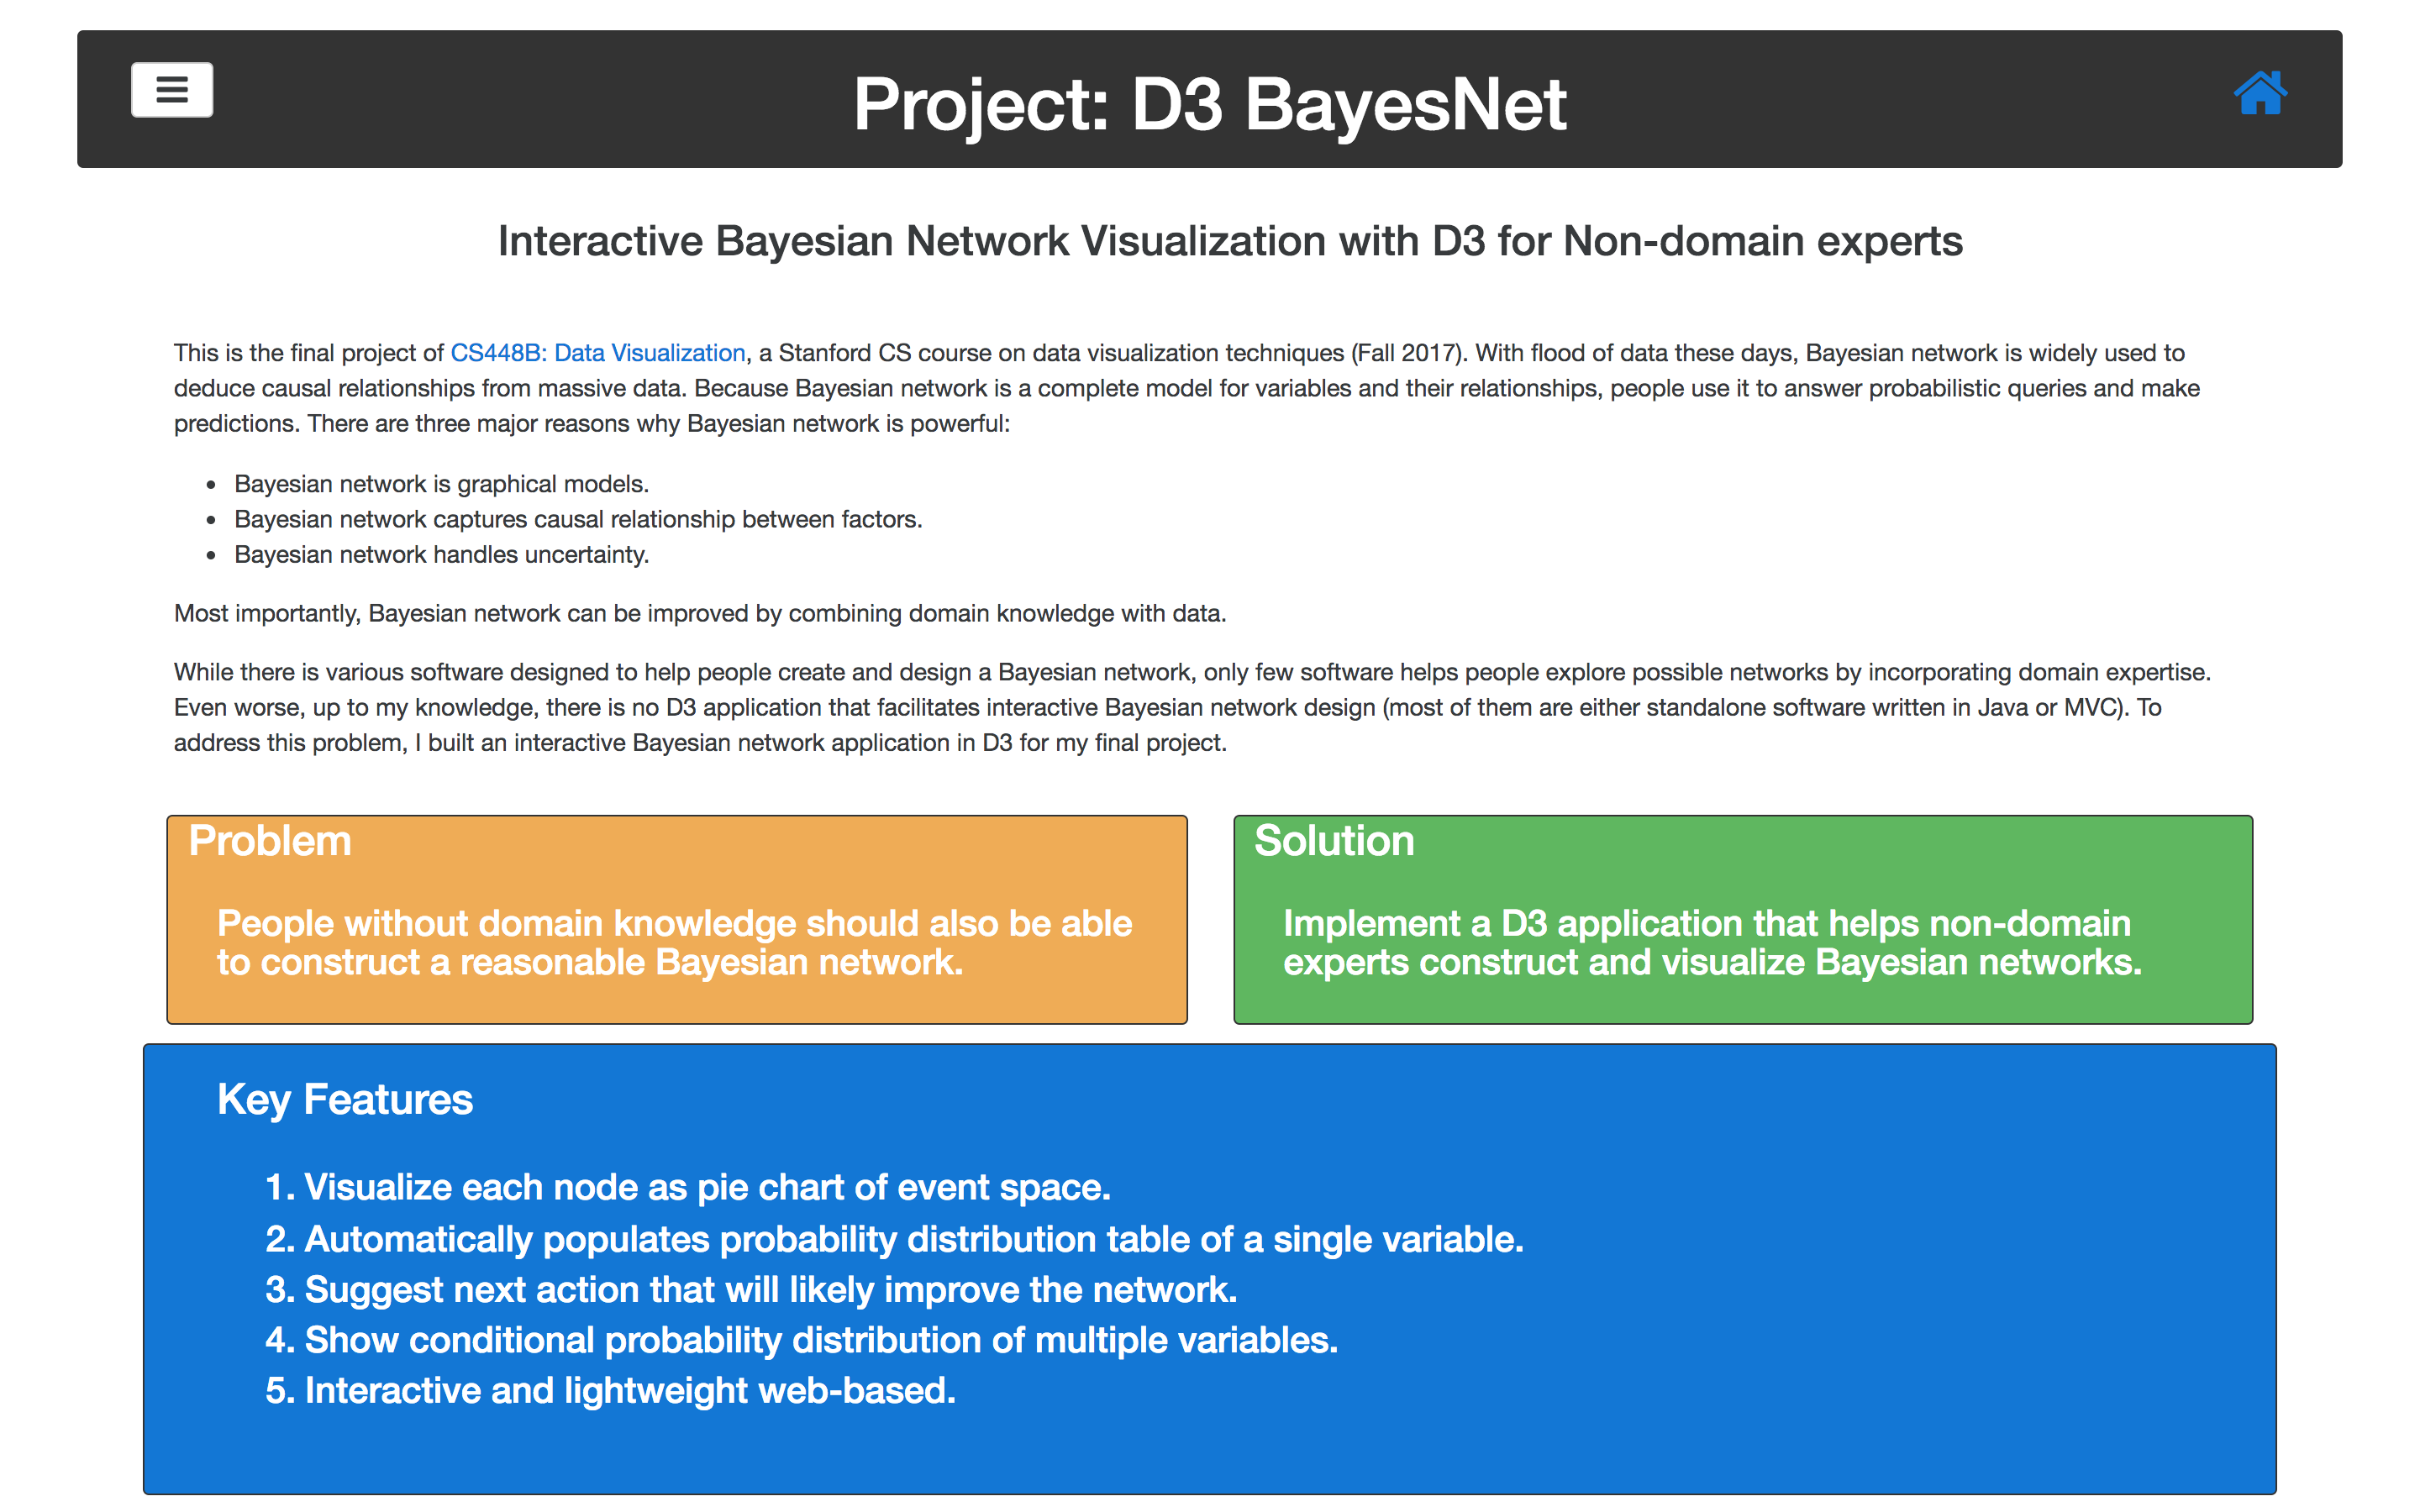 Project: D3 BayesNet
Interactive Bayesian Network Visualization with D3 for Non-domain experts
This is the final project of CS448B: Data Visualization, a Stanford CS course on data visualization techniques (Fall 2017). With flood of data these days, Bayesian network is widely used to
deduce causal relationships from massive data. Because Bayesian network is a complete model for variables and their relationships, people use it to answer probabilistic queries and make
predictions. There are three major reasons why Bayesian network is powerful:
• Bayesian network is graphical models.
• Bayesian network captures causal relationship between factors.
• Bayesian network handles uncertainty.
Most importantly, Bayesian network can be improved by combining domain knowledge with data.
While there is various software designed to help people create and design a Bayesian network, only few software helps people explore possible networks by incorporating domain expertise.
Even worse, up to my knowledge, there is no D3 application that facilitates interactive Bayesian network design (most of them are either standalone software written in Java or MVC). To
address this problem, I built an interactive Bayesian network application in D3 for my final project.
Problem
People without domain knowledge should also be able
to construct a reasonable Bayesian network.
Solution
Implement a D3 application that helps non-domain
experts construct and visualize Bayesian networks.
Key Features
1. Visualize each node as pie chart of event space.
2. Automatically populates probability distribution table of a single variable.
3. Suggest next action that will likely improve the network.
4. Show conditional probability distribution of multiple variables.
5. Interactive and lightweight web-based.